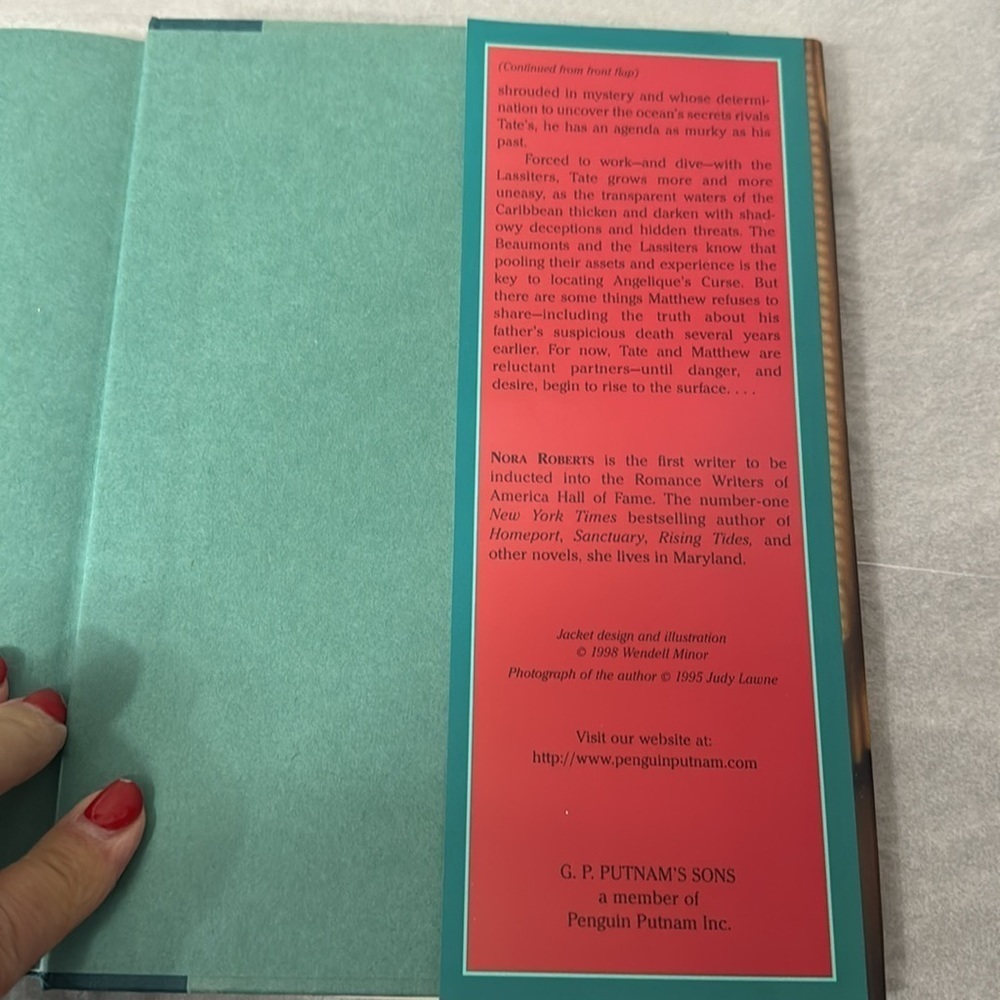 (Continued from front flap)
shrouded in mystery and whose determi-
nation to uncover the ocean's secrets rivals
Tate's, he has an agenda as murky as his
past.
Forced to work—and dive—with the
Lassiters, Tate grows more and more
uneasy, as the transparent waters of the
Caribbean thicken and darken with shad-
owy deceptions and hidden threats. The
Beaumonts and the Lassiters know that
pooling their assets and experience is the
key to locating Angelique's Curse. But
there are some things Matthew refuses to
share—including the truth about his
father's suspicious death several years
earlier. For now, Tate and Matthew are
reluctant partners—until danger, and
desire, begin to rise to the surface. . . .
NORA ROBERTS is the first writer to be
inducted into the Romance Writers of
America Hall of Fame. The number-one
New York Times bestselling author of
Homeport, Sanctuary, Rising Tides, and
other novels, she lives in Maryland.
Jacket design and illustration
© 1998 Wendell Minor
Photograph of the author © 1995 Judy Lawne
Visit our website at:
http://www.penguinputnam.com
G. P. PUTNAM'S SONS
a member of
Penguin Putnam Inc.